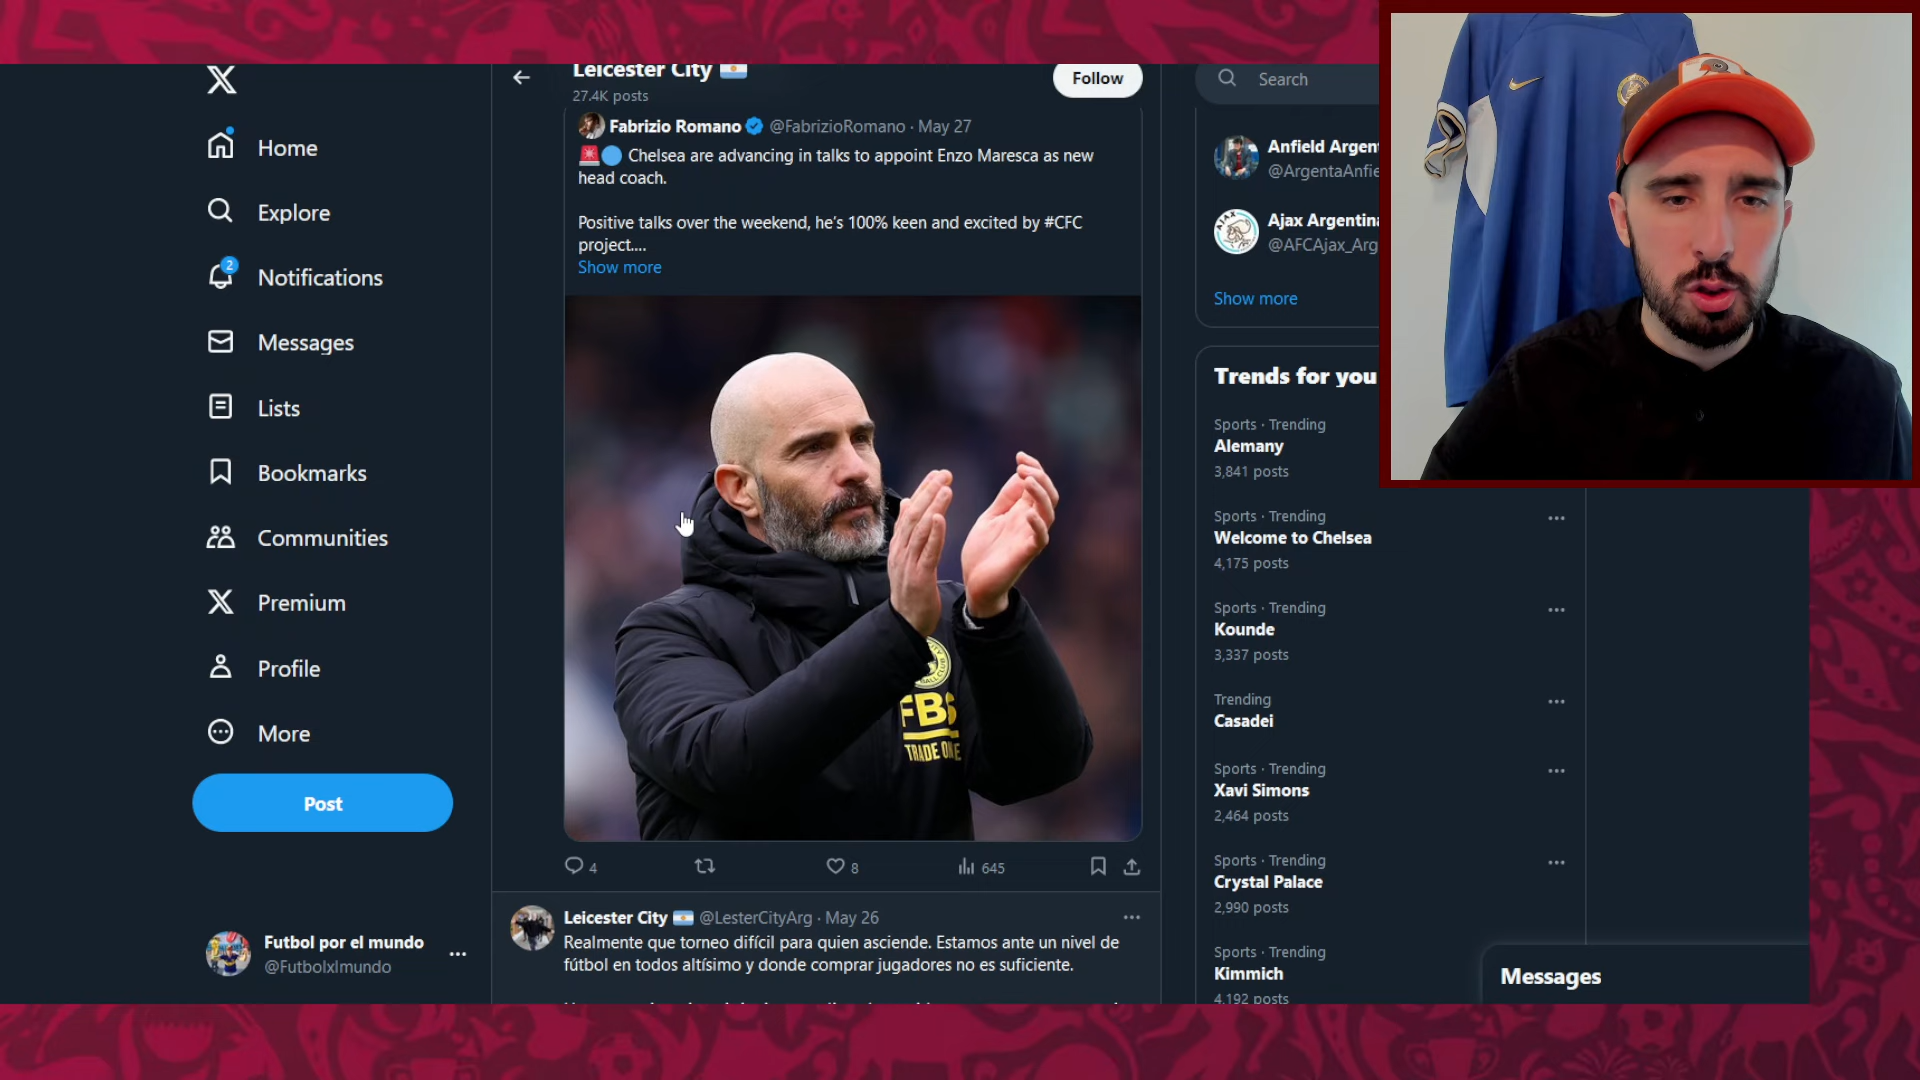 Home
Explore
2
Notifications
Messages
Lists
Bookmarks
Communities
Premium
Profile
More
Post
Futbol por el mundo
@Futbolxlmundo
Leicester City
27.4K posts
Follow
Fabrizio Romano @FabrizioRomano · May 27
Chelsea are advancing in talks to appoint Enzo Maresca as new
head coach.
Positive talks over the weekend, he's 100% keen and excited by #CFC
project....
Show more
FBS
TRADE ON
4
8
645
Leicester City @LesterCityArg · May 26
Realmente que torneo difícil para quien asciende. Estamos ante un nivel de
fútbol en todos altísimo y donde comprar jugadores no es suficiente.
Search
Anfield Argen
@ArgentaAnfie
AJAX
Ajax Argentina
@AFCAjax_Arg
Show more
Trends for you
Sports · Trending
Alemany
3,841 posts
Sports · Trending
Welcome to Chelsea
4,175 posts
Sports · Trending
Kounde
3,337 posts
Trending
Casadei
Sports · Trending
Xavi Simons
2,464 posts
Sports · Trending
Crystal Palace
2,990 posts
Sports · Trending
Kimmich
4,192 posts
Messages